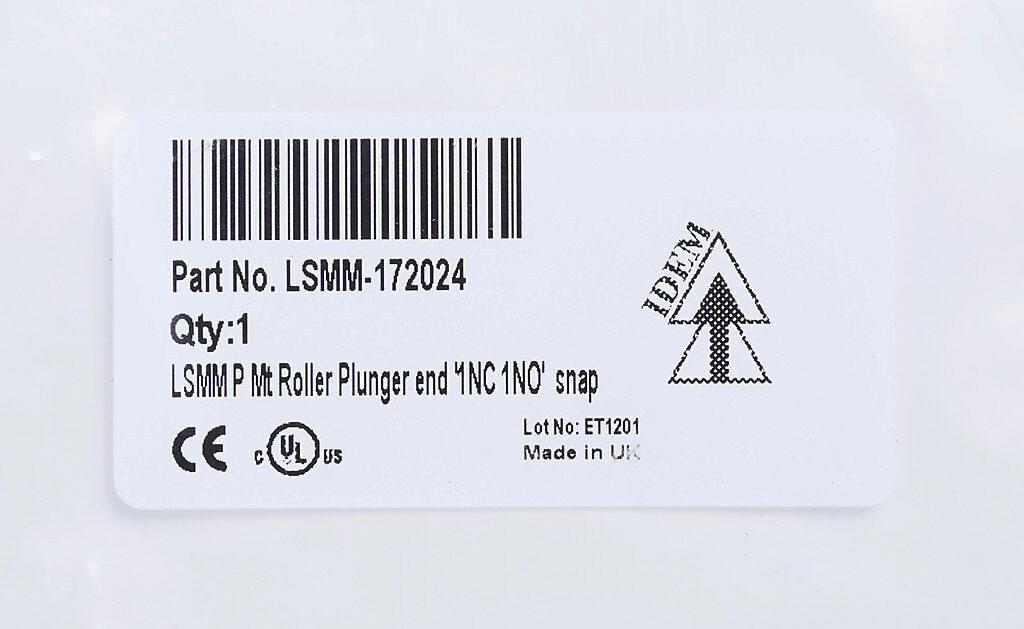 Part No. LSMM-172024
Qty:1
LSMM P Mt Roller Plunger end '1NC 1NO' snap
IDEM
CE
C UL US
Lot No: ET1201
Made in UK